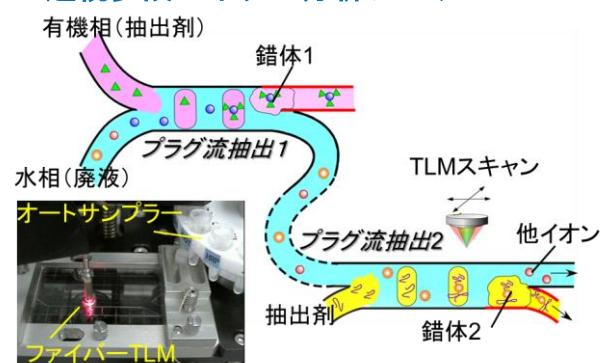 有機相(抽出剤)
錯体1
プラグ流抽出1
水相(廃液)
オートサンプラー
TLMスキャン
プラグ流抽出2
他イオン
抽出剤
錯体2
ファイバーTLM